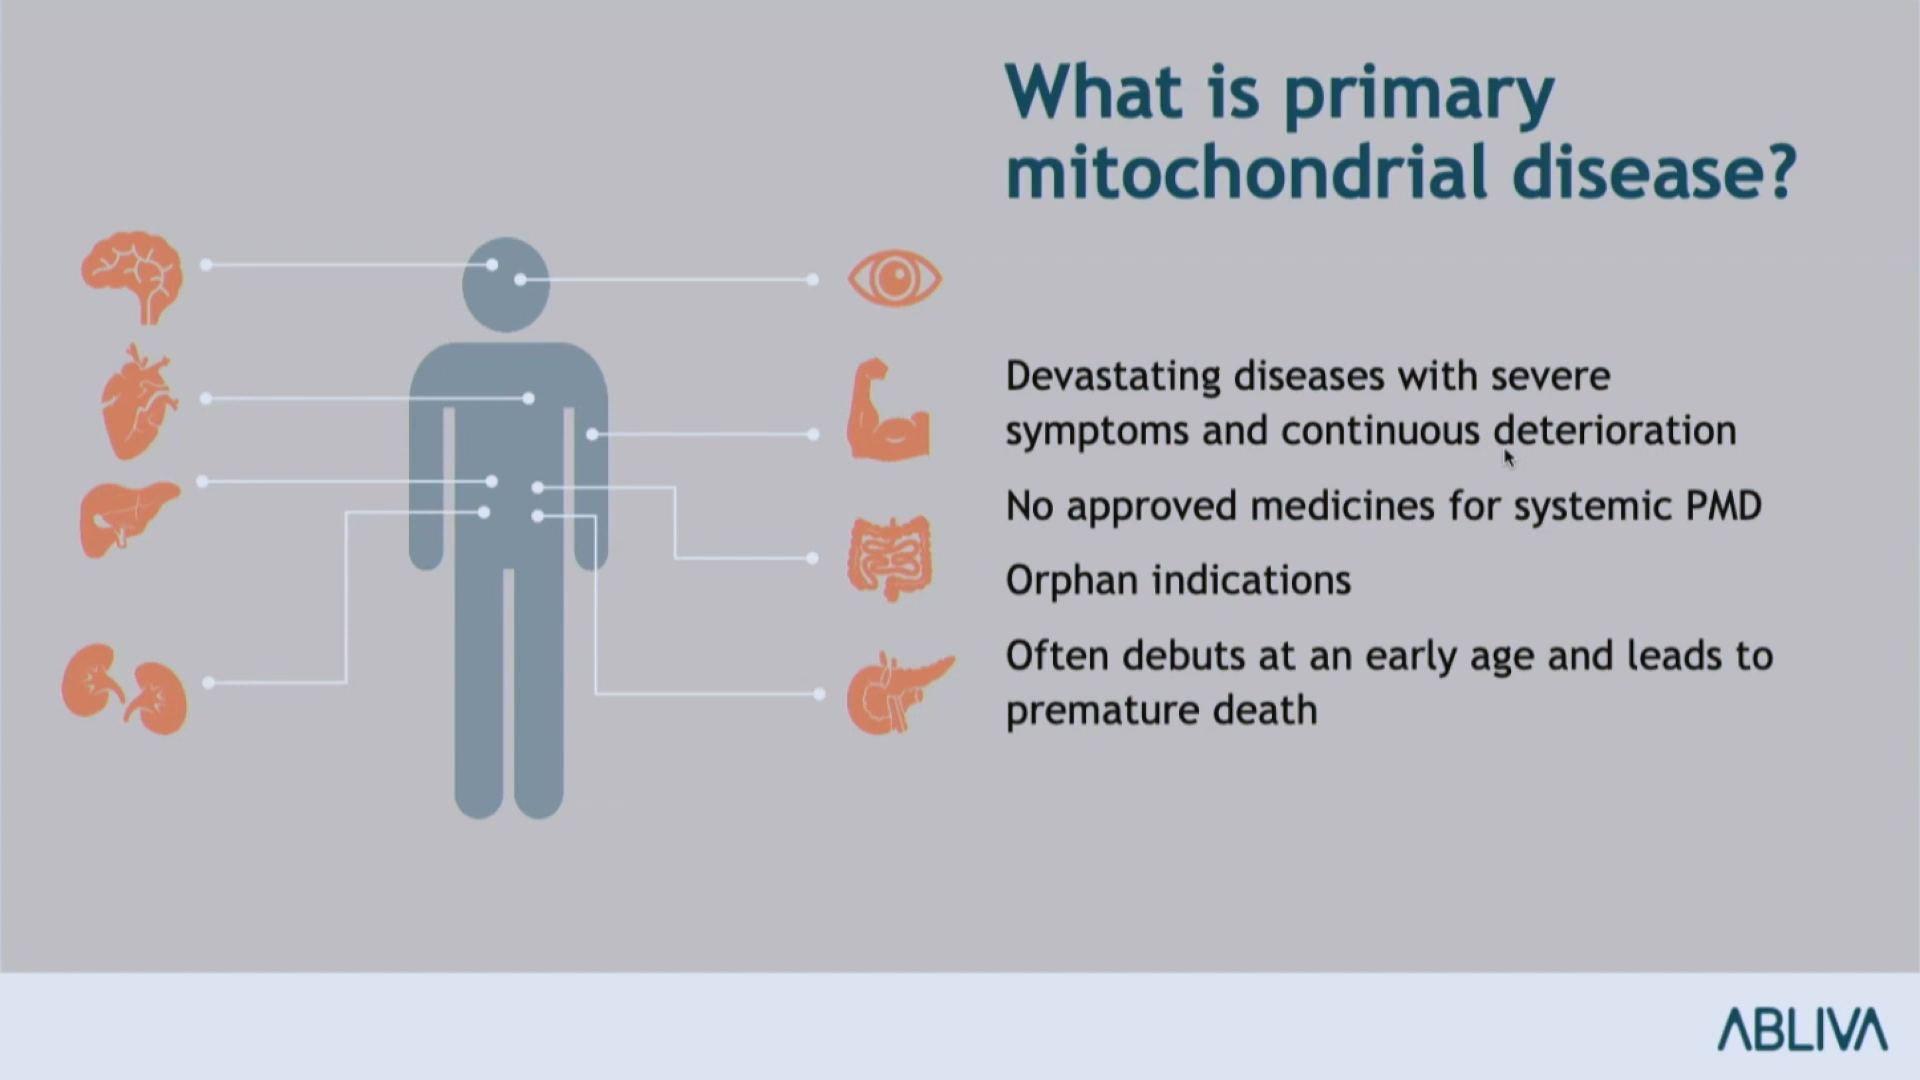 What is primary
mitochondrial disease?
Devastating diseases with severe
symptoms and continuous deterioration
No approved medicines for systemic PMD
Orphan indications
Often debuts at an early age and leads to
premature death
ABLIVA